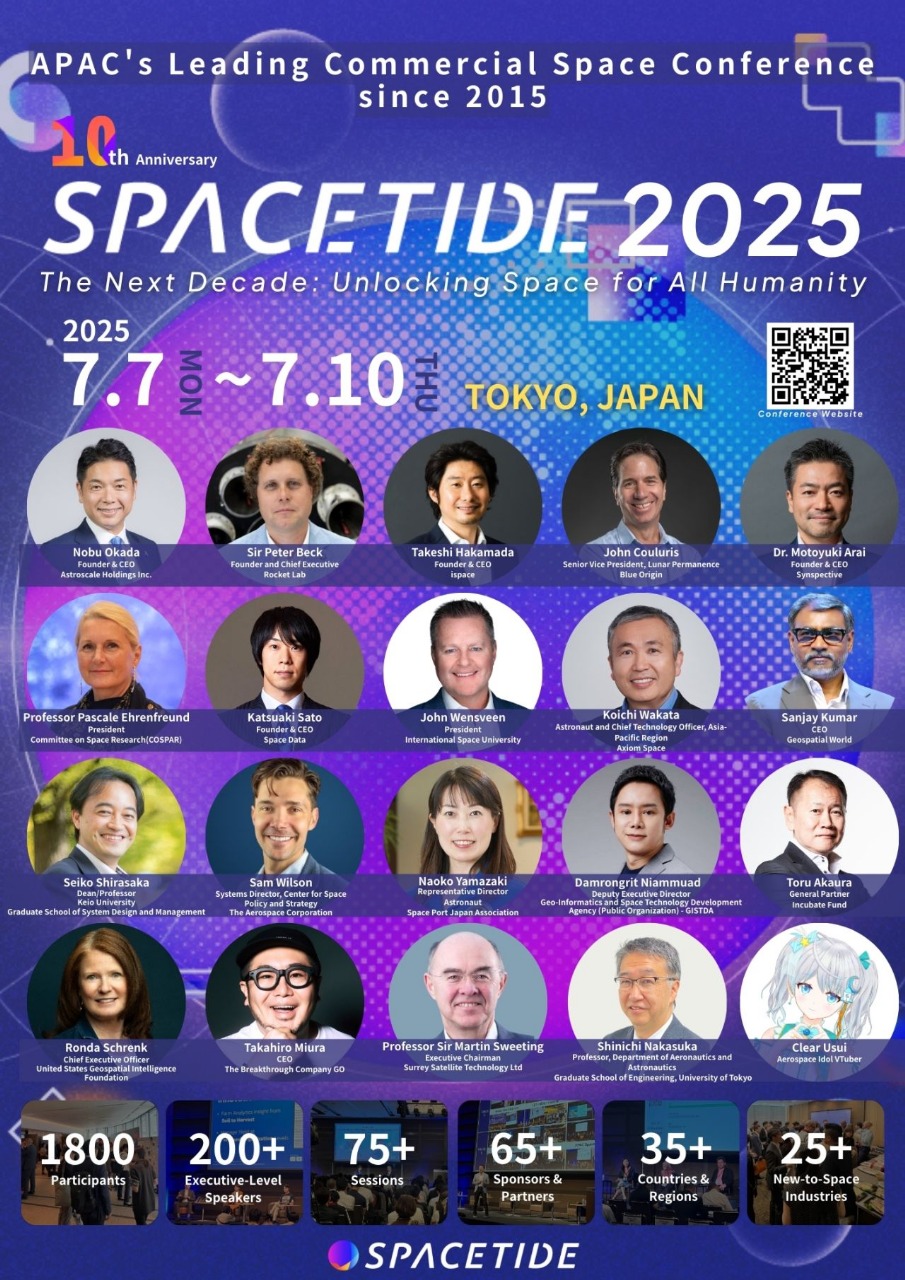 APAC's Leading Commercial Space Conference
since 2015
10th Anniversary
SPACETIDE 2025
The Next Decade: Unlocking Space for All Humanity
2025
7.7 MON ~ 7.10 THU
TOKYO, JAPAN
Conference Website
Nobu Okada
Founder & CEO
Astroscale Holdings Inc.
Sir Peter Beck
Founder and Chief Executive
Rocket Lab
Takeshi Hakamada
Founder & CEO
ispace
John Couluris
Senior Vice President, Lunar Permanence
Blue Origin
Dr. Motoyuki Arai
Founder & CEO
Synspective
Professor Pascale Ehrenfreund
President
Committee on Space Research(COSPAR)
Katsuaki Sato
Founder & CEO
Space Data
John Wensveen
President
International Space University
Koichi Wakata
Astronaut and Chief Technology Officer, Asia-
Pacific Region
Axiom Space
Sanjay Kumar
CEO
Geospatial World
Seiko Shirasaka
Dean/Professor
Keio University
Graduate School of System Design and Management
Sam Wilson
Systems Director, Center for Space
Policy and Strategy
The Aerospace Corporation
Naoko Yamazaki
Representative Director
Astronaut
Space Port Japan Association
Damrongrit Niammuad
Deputy Executive Director
Geo-Informatics and Space Technology Development
Agency (Public Organization) - GISTDA
Toru Akaura
General Partner
Incubate Fund
Ronda Schrenk
Chief Executive Officer
United States Geospatial Intelligence
Foundation
Takahiro Miura
CEO
The Breakthrough Company GO
Professor Sir Martin Sweeting
Executive Chairman
Surrey Satellite Technology Ltd
Shinichi Nakasuka
Professor, Department of Aeronautics and
Astronautics
Graduate School of Engineering, University of Tokyo
Clear Usui
Aerospace Idol VTuber
1800
Participants
200+
Executive-Level
Speakers
75+
Sessions
65+
Sponsors &
Partners
35+
Countries &
Regions
25+
New-to-Space
Industries
SPACETIDE